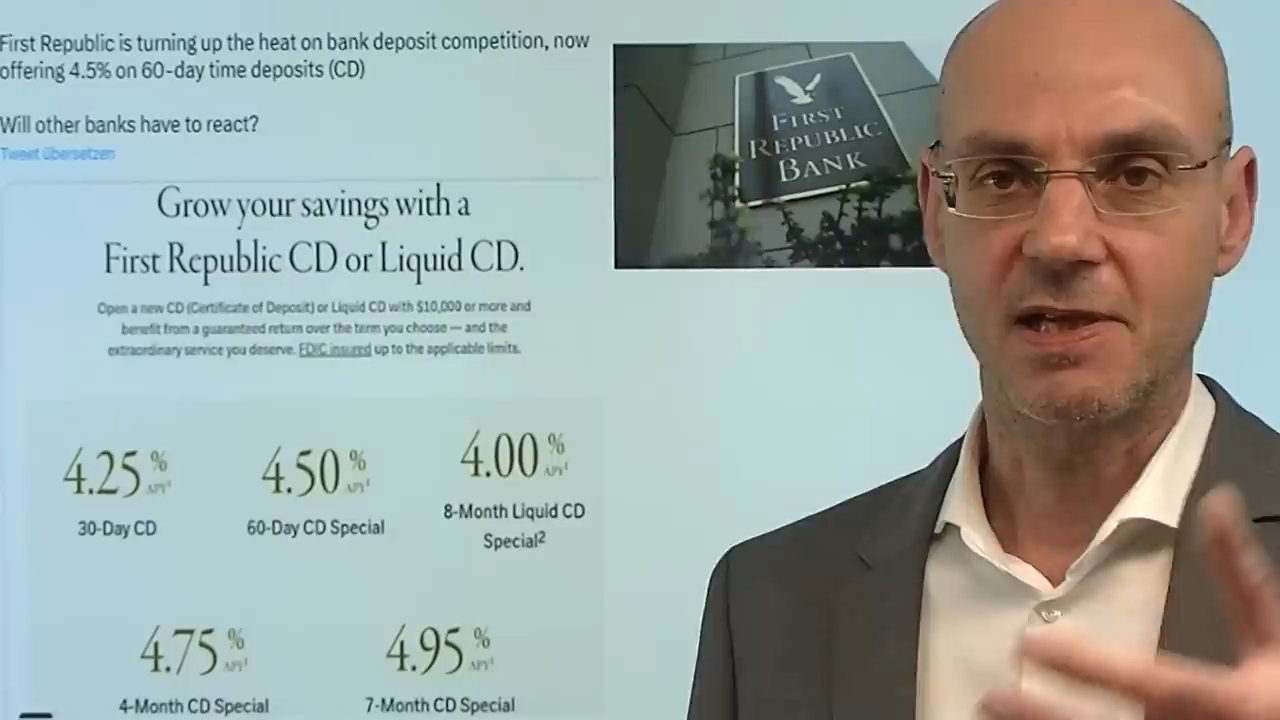 First Republic is turning up the heat on bank deposit competition, now
offering 4.5% on 60-day time deposits (CD)
Will other banks have to react?
Tweet übersetzen
Grow your savings with a
First Republic CD or Liquid CD.
Open a new CD (Certificate of Deposit) or Liquid CD with $10,000 or more and
benefit from a guaranteed return over the term you choose — and the
extraordinary service you deserve. FDIC insured up to the applicable limits.
4.25 % APY¹
30-Day CD
4.50 % APY¹
60-Day CD Special
4.00 % APY¹
8-Month Liquid CD
Special²
4.75 % APY¹
4-Month CD Special
4.95 % APY¹
7-Month CD Special
FIRST
REPUBLIC
BANK